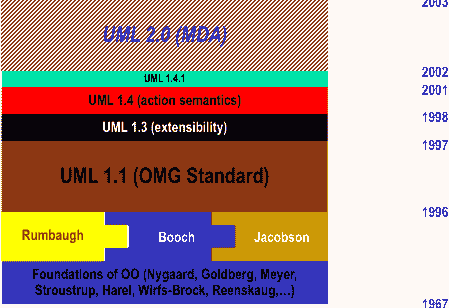 2003
UML 2.0 (MDA)
UML 1.4.1
2002
UML 1.4 (action semantics)
2001
UML 1.3 (extensibility)
1998
1997
UML 1.1 (OMG Standard)
1996
Rumbaugh Booch Jacobson
Foundations of OO (Nygaard, Goldberg, Meyer,
Stroustrup, Harel, Wirfs-Brock, Reenskaug,...)
1967